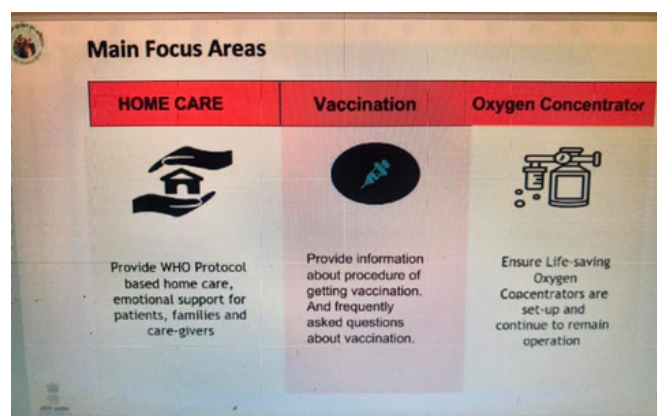 Main Focus Areas
HOME CARE
Vaccination
Oxygen Concentrator
Provide WHO Protocol
based home care,
emotional support for
patients, families and
care-givers
Provide information
about procedure of
getting vaccination.
And frequently
asked questions
about vaccination.
Ensure Life-saving
Oxygen
Concentrators are
set-up and
continue to remain
operation